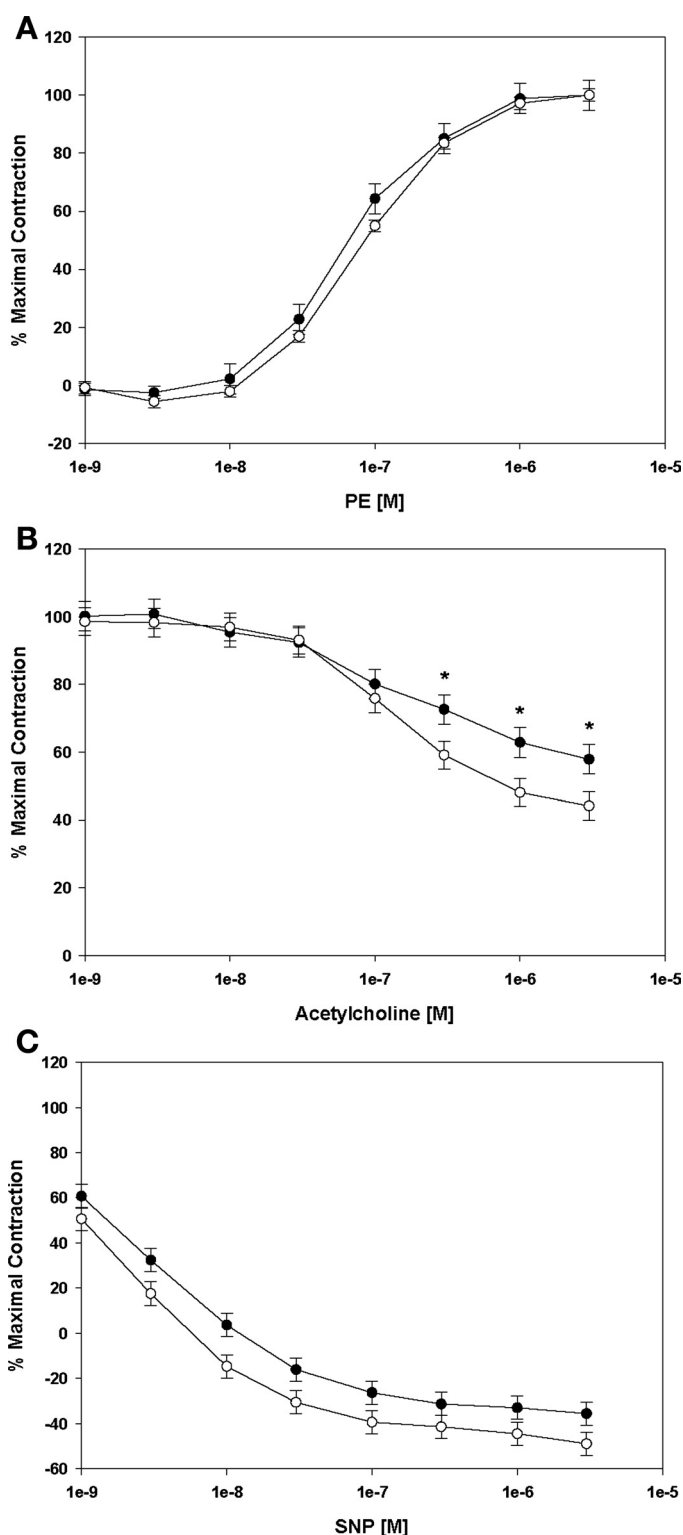 A
120
100
80
60
40
20
0
-20
% Maximal Contraction
1e-9 1e-8 1e-7 1e-6 1e-5
PE [M]
B
120
100
80
60
40
20
0
% Maximal Contraction
* * *
1e-9 1e-8 1e-7 1e-6 1e-5
Acetylcholine [M]
C
120
100
80
60
40
20
0
-20
-40
-60
% Maximal Contraction
1e-9 1e-8 1e-7 1e-6 1e-5
SNP [M]